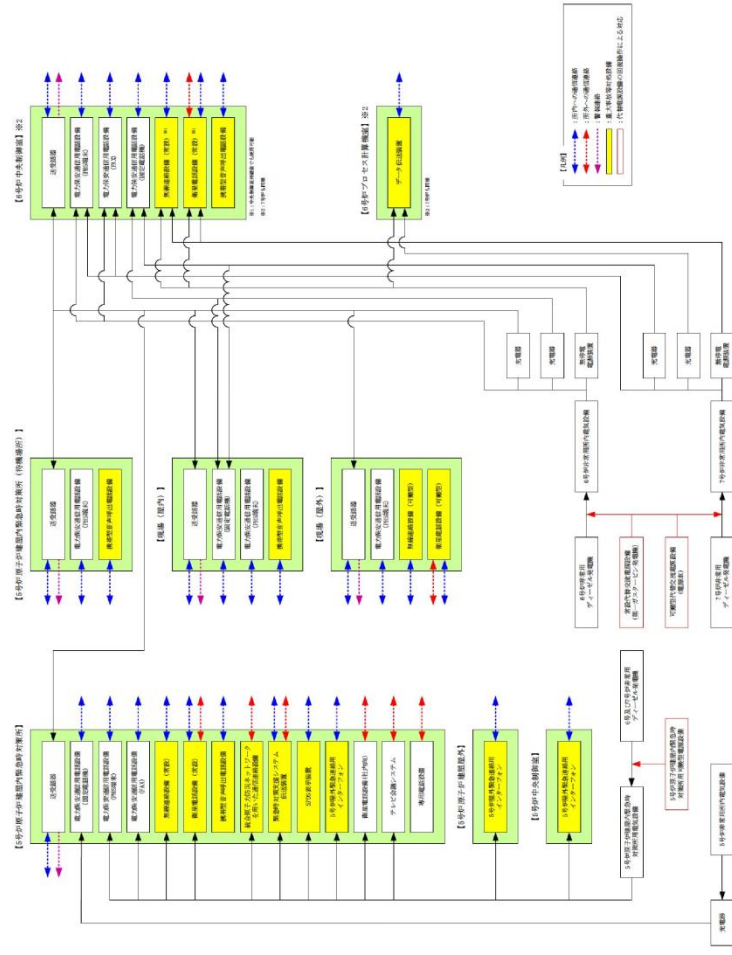 【5号炉原子炉建屋内緊急時対策所】
送受話器
電力保安通信用電話設備
(固定電話機)
電力保安通信用電話設備
(PHS端末)
電力保安通信用電話設備
(FAX)
無線連絡設備(常設)
衛星電話設備(常設)
携帯型音声呼出電話設備
統合原子力防災ネットワーク
を用いた通信連絡設備
緊急時対策支援システム
伝送装置
SPDS表示装置
5号炉屋外緊急連絡用
インターフォン
専用電話設備
テレビ会議システム
【5号炉原子炉建屋屋外】
5号炉屋外緊急連絡用
インターフォン
【5号炉中央制御室】
5号炉屋外緊急連絡用
インターフォン
【5号炉原子炉建屋内緊急時対策所(待機場所)】
送受話器
電力保安通信用電話設備
(PHS端末)
携帯型音声呼出電話設備
【現場(屋内)】
送受話器
電力保安通信用電話設備
(固定電話機)
電力保安通信用電話設備
(PHS端末)
携帯型音声呼出電話設備
【現場(屋外)】
送受話器
電力保安通信用電話設備
(PHS端末)
無線連絡設備(可搬型)
衛星電話設備(可搬型)
【6号炉中央制御室】※2
送受話器
電力保安通信用電話設備
(PHS端末)
電力保安通信用電話設備
(FAX)
電力保安通信用電話設備
(固定電話機)
無線連絡設備(常設)※1
衛星電話設備(常設)※1
携帯型音声呼出電話設備
【6号炉プロセス計算機室】※2
データ伝送装置
充電器
充電器
無停電
電源装置
充電器
充電器
無停電
電源装置
6号炉非常用所内電気設備
7号炉非常用所内電気設備
6号炉非常用
ディーゼル発電機
常設代替交流電源設備
(第一ガスタービン発電機)
可搬型代替交流電源設備
(電源車)
7号炉非常用
ディーゼル発電機
6号及び7号炉非常用
ディーゼル発電機
5号炉原子炉建屋内緊急時
対策所用可搬型電源設備
5号炉原子炉建屋内緊急時
対策所用電気設備
5号炉非常用所内電気設備
充電器
【凡例】
:所内への通信連絡
:所外への通信連絡
:警報連絡
:重大事故等対処設備
:代替電源設備の回復操作による対応